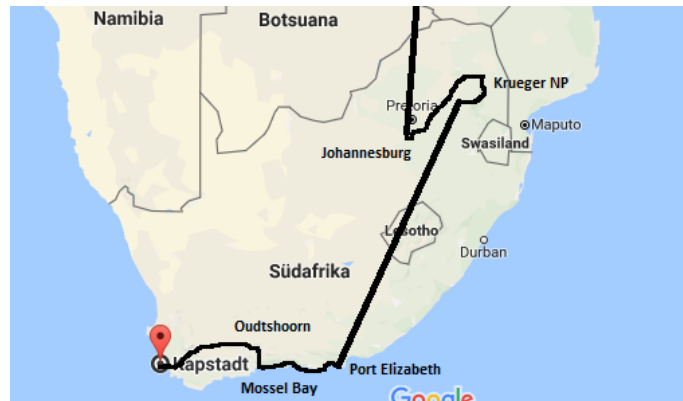 Namibia
Botsuana
Krueger NP
Pretoria
Maputo
Johannesburg
Swasiland
Lesotho
Durban
Südafrika
Oudtshoorn
Kapstadt
Port Elizabeth
Mossel Bay
Google